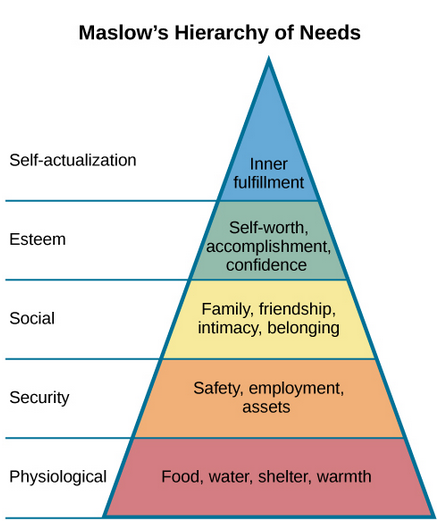 Maslow's Hierarchy of Needs
Self-actualization
Inner
fulfillment
Esteem
Self-worth,
accomplishment,
confidence
Social
Family, friendship,
intimacy, belonging
Security
Safety, employment,
assets
Physiological
Food, water, shelter, warmth